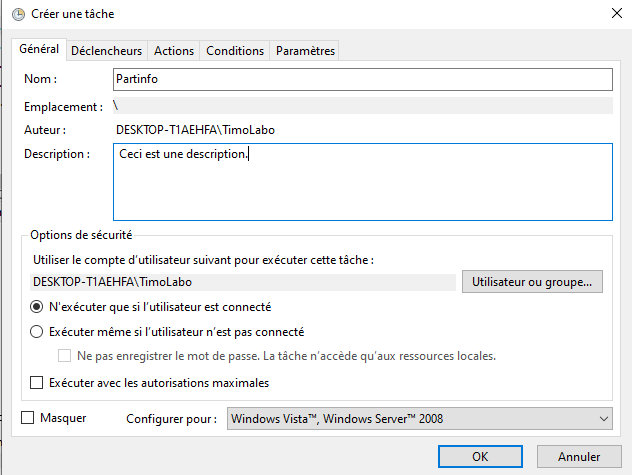 Créer une tâche
Général Déclencheurs Actions Conditions Paramètres
Nom : Partinfo
Emplacement : \
Auteur : DESKTOP-T1AEHFA\TimoLabo
Description : Ceci est une description.
Options de sécurité
Utiliser le compte d'utilisateur suivant pour exécuter cette tâche :
DESKTOP-T1AEHFA\TimoLabo Utilisateur ou groupe...
N'exécuter que si l'utilisateur est connecté
Exécuter même si l'utilisateur n'est pas connecté
Ne pas enregistrer le mot de passe. La tâche n'accède qu'aux ressources locales.
Exécuter avec les autorisations maximales
Masquer Configurer pour : Windows Vista™, Windows Server™ 2008
OK Annuler